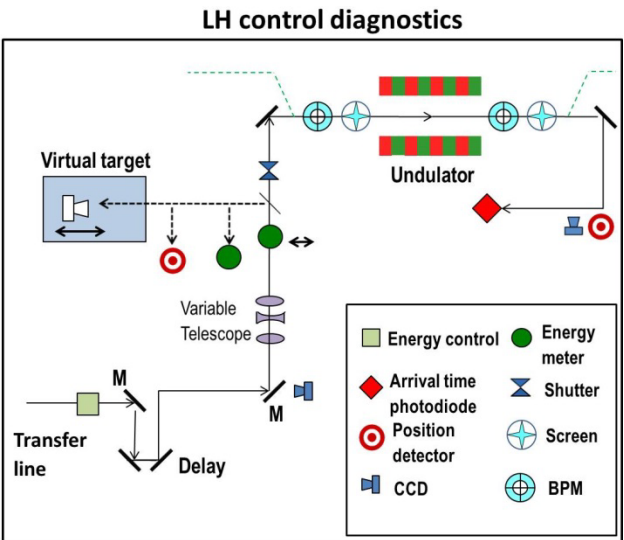 LH control diagnostics
Virtual target
Undulator
Variable
Telescope
M
M
Transfer
line
Delay
Energy control
Energy
meter
Arrival time
photodiode
Shutter
Position
detector
Screen
CCD
BPM